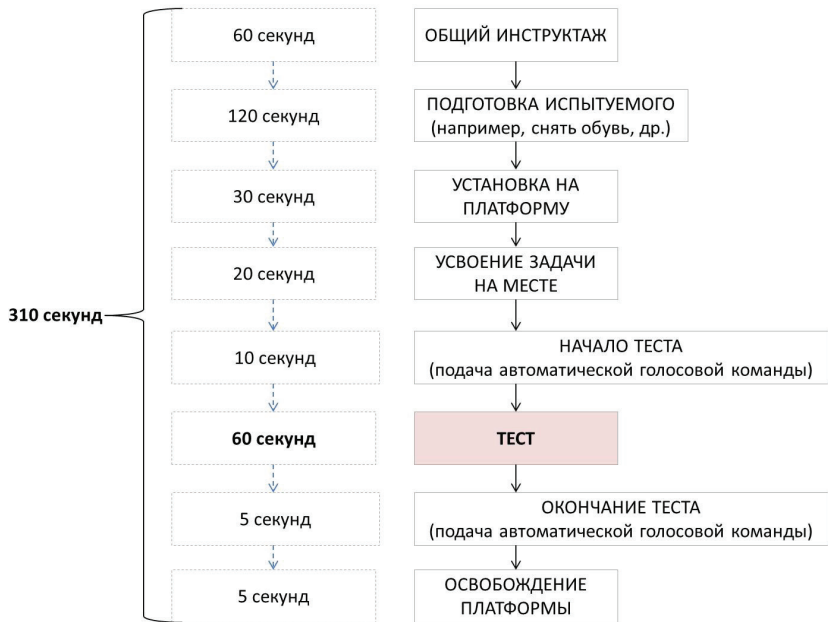 60 секунд
ОБЩИЙ ИНСТРУКТАЖ
120 секунд
ПОДГОТОВКА ИСПЫТУЕМОГО
(например, снять обувь, др.)
30 секунд
УСТАНОВКА НА
ПЛАТФОРМУ
20 секунд
УСВОЕНИЕ ЗАДАЧИ
НА МЕСТЕ
310 секунд
10 секунд
НАЧАЛО ТЕСТА
(подача автоматической голосовой команды)
60 секунд
ТЕСТ
5 секунд
ОКОНЧАНИЕ ТЕСТА
(подача автоматической голосовой команды)
5 секунд
ОСВОБОЖДЕНИЕ
ПЛАТФОРМЫ